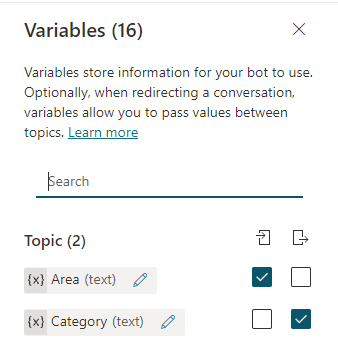 Variables (16)
Variables store information for your bot to use.
Optionally, when redirecting a conversation,
variables allow you to pass values between
topics. Learn more
Search
Topic (2)
{x} Area (text)
{x} Category (text)